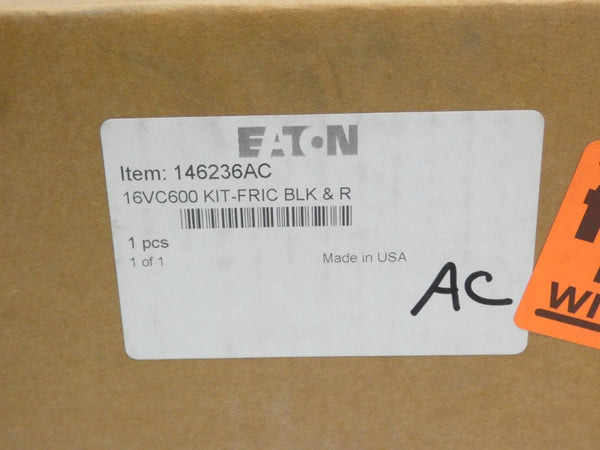 EATON
Item: 146236AC
16VC600 KIT-FRIC BLK & R
1 pcs
1 of 1
Made in USA
AC